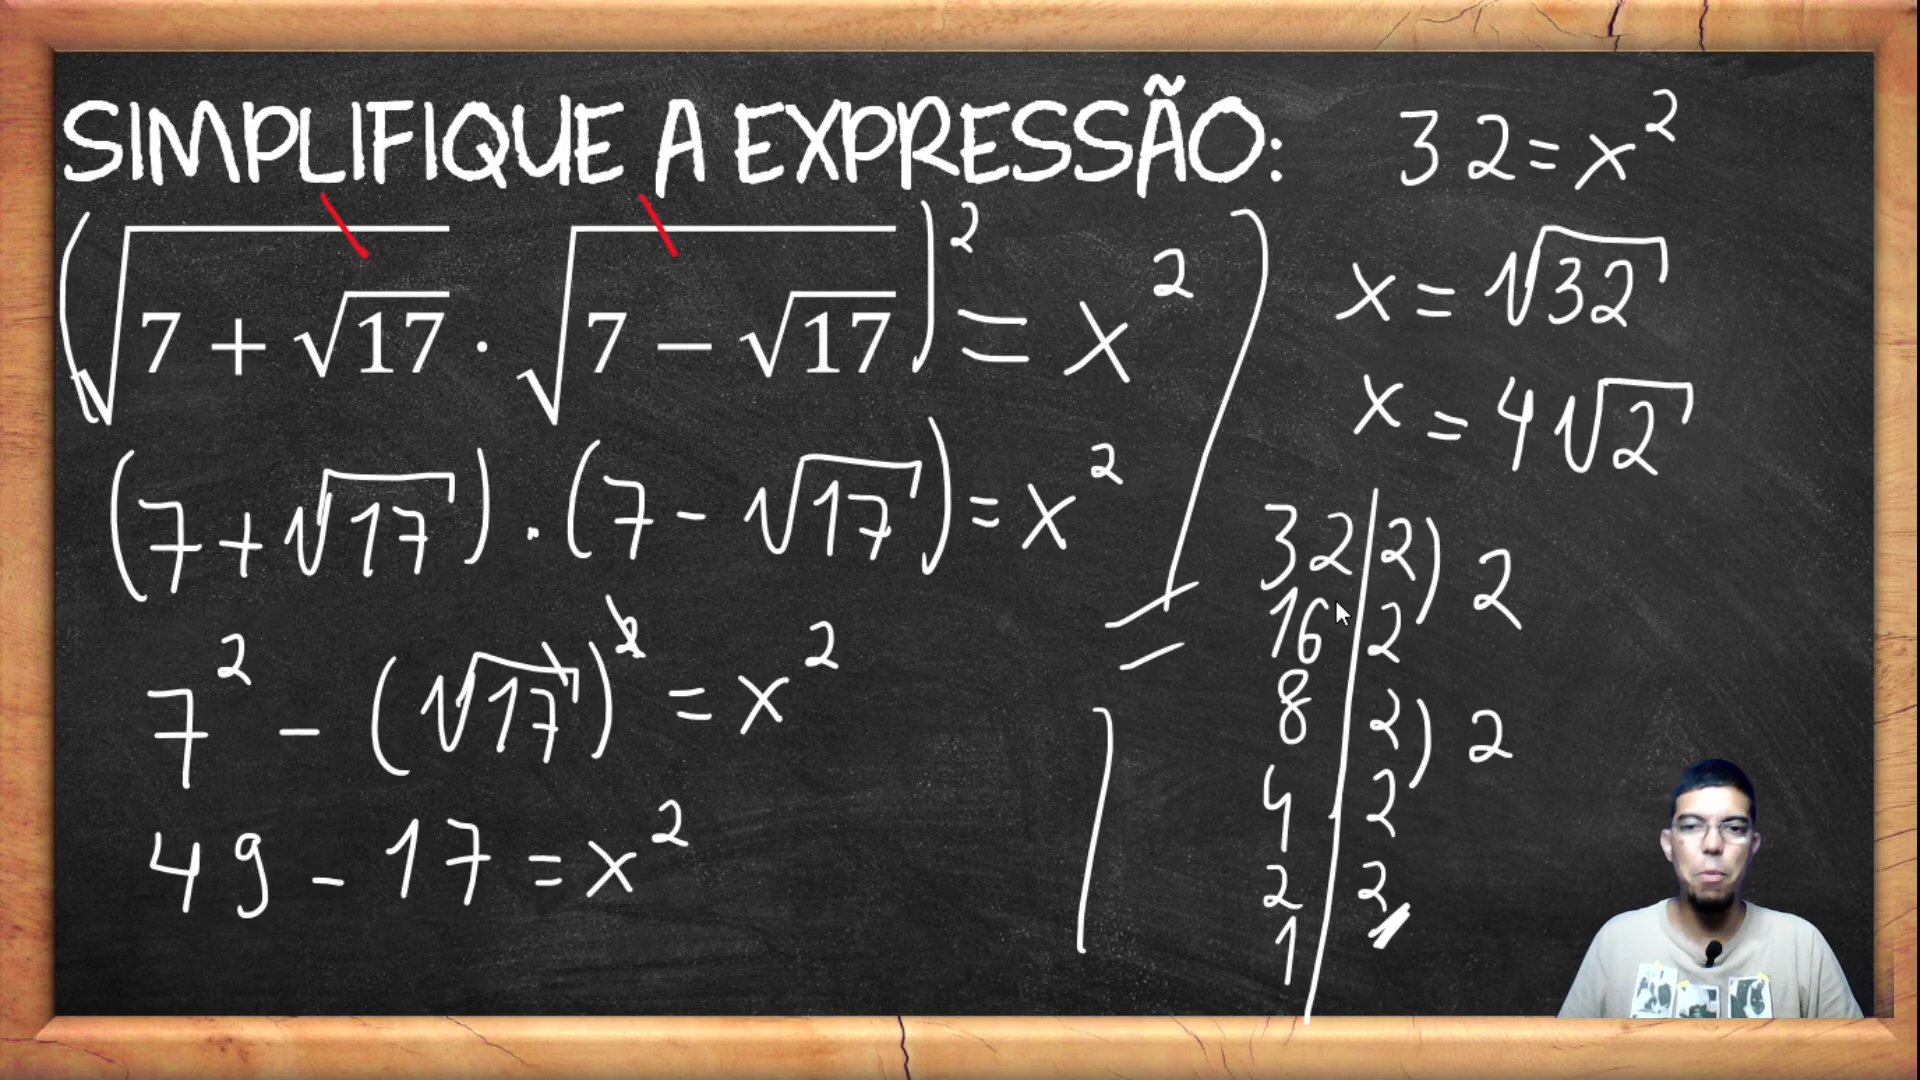 SIMPLIFIQUE A EXPRESSÃO:
(√(7 + √17) · √(7 − √17))² = x²
(7 + √17) · (7 − √17) = x²
7² − (√17)² = x²
49 − 17 = x²
32 = x²
x = √32
x = 4√2
32 | 2) 2
16 | 2
8 | 2) 2
4 | 2
2 | 2
1